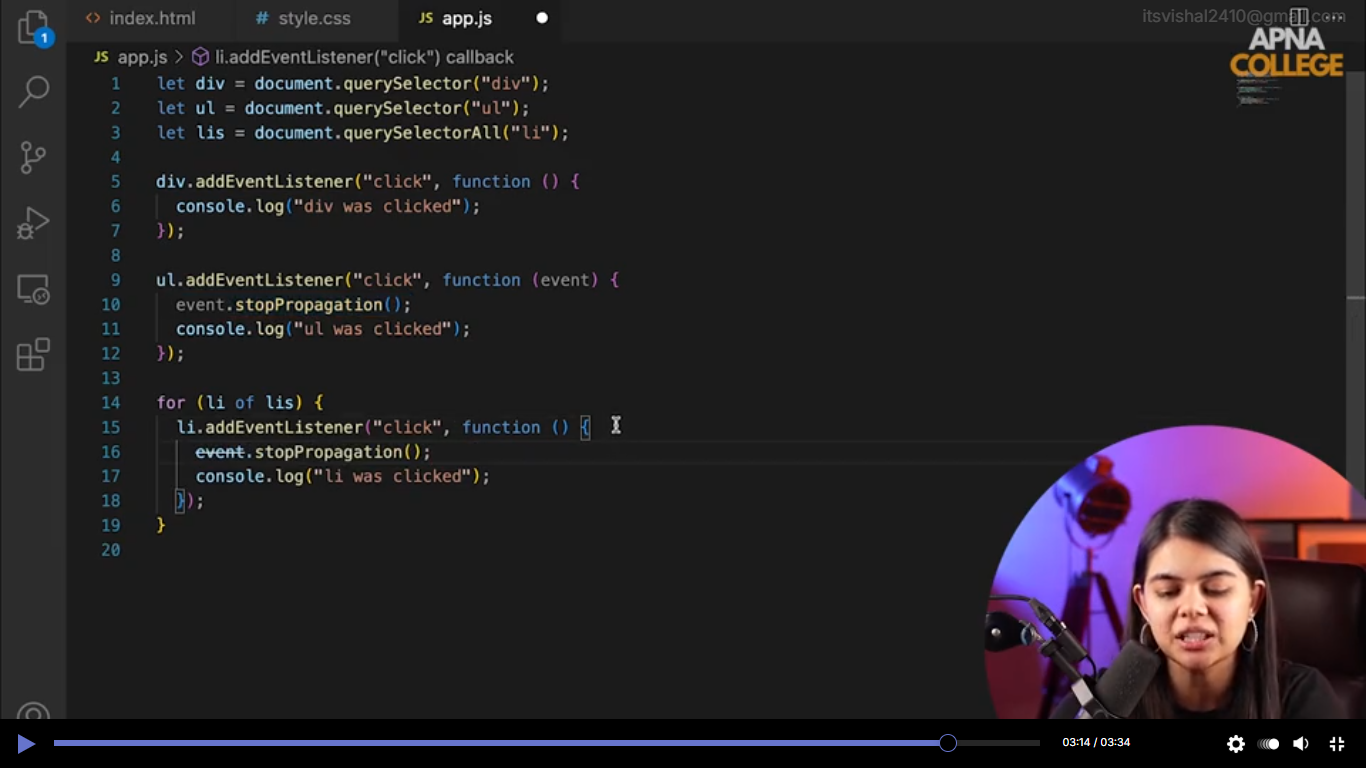 index.html
# style.css
JS app.js
itsvishal2410@gmail.com
APNA
COLLEGE
1
JS app.js > li.addEventListener("click") callback
1 let div = document.querySelector("div");
2 let ul = document.querySelector("ul");
3 let lis = document.querySelectorAll("li");
4
5 div.addEventListener("click", function () {
6 console.log("div was clicked");
7 });
8
9 ul.addEventListener("click", function (event) {
10 event.stopPropagation();
11 console.log("ul was clicked");
12 });
13
14 for (li of lis) {
15 li.addEventListener("click", function () {
16 event.stopPropagation();
17 console.log("li was clicked");
18 });
19 }
20
03:14 / 03:34